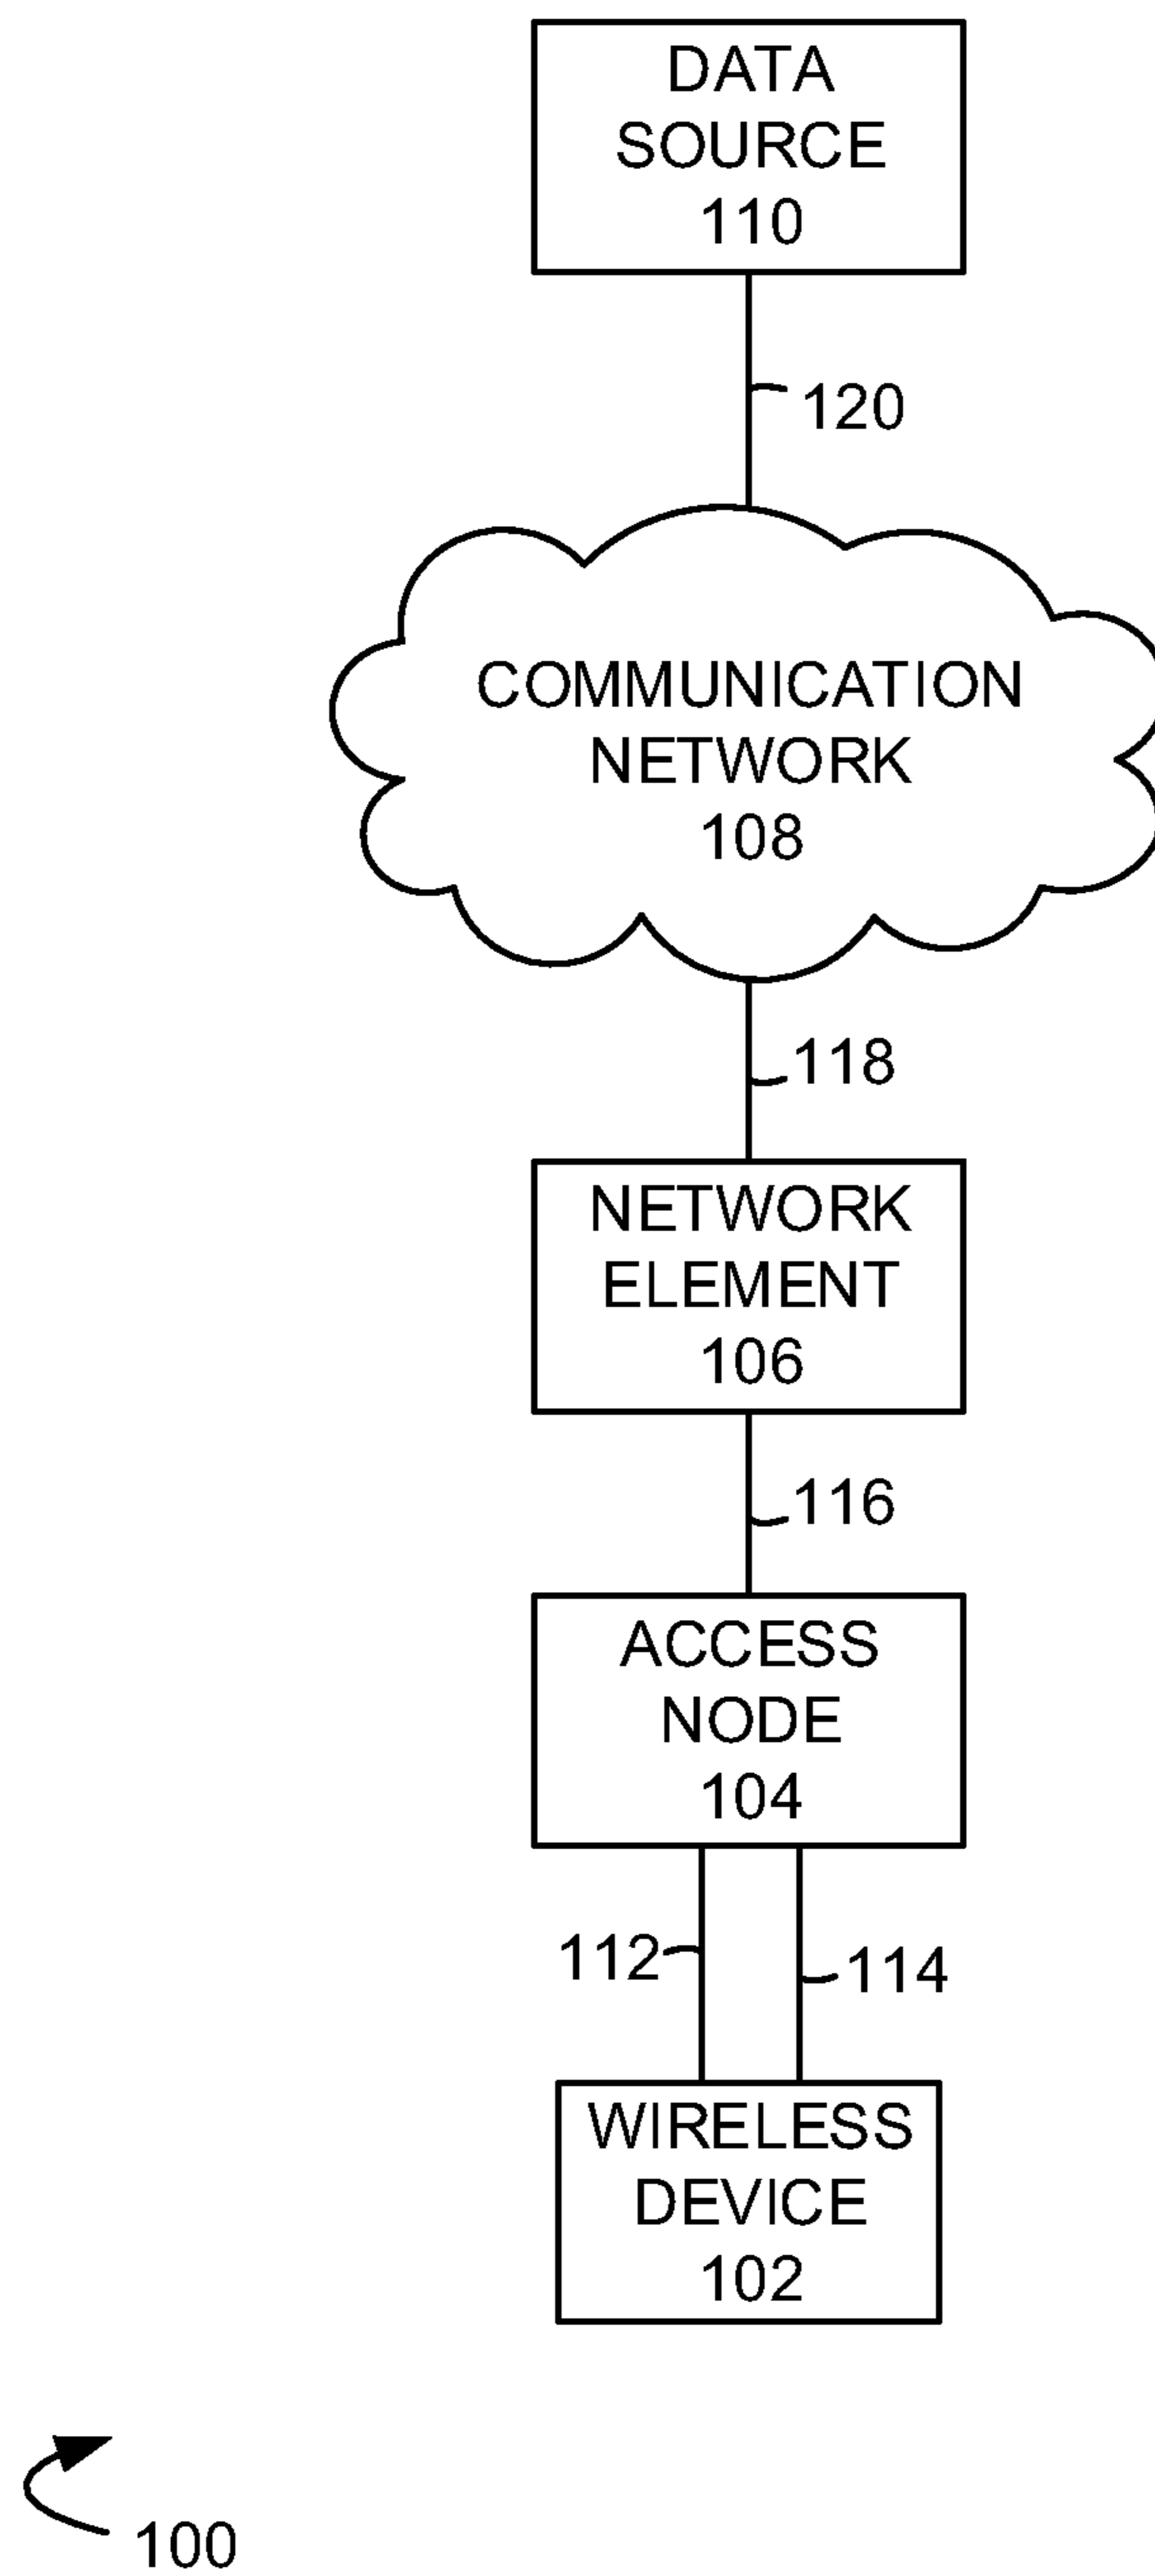 DATA
SOURCE
110
120
COMMUNICATION
NETWORK
108
118
NETWORK
ELEMENT
106
116
ACCESS
NODE
104
112
114
WIRELESS
DEVICE
102
100